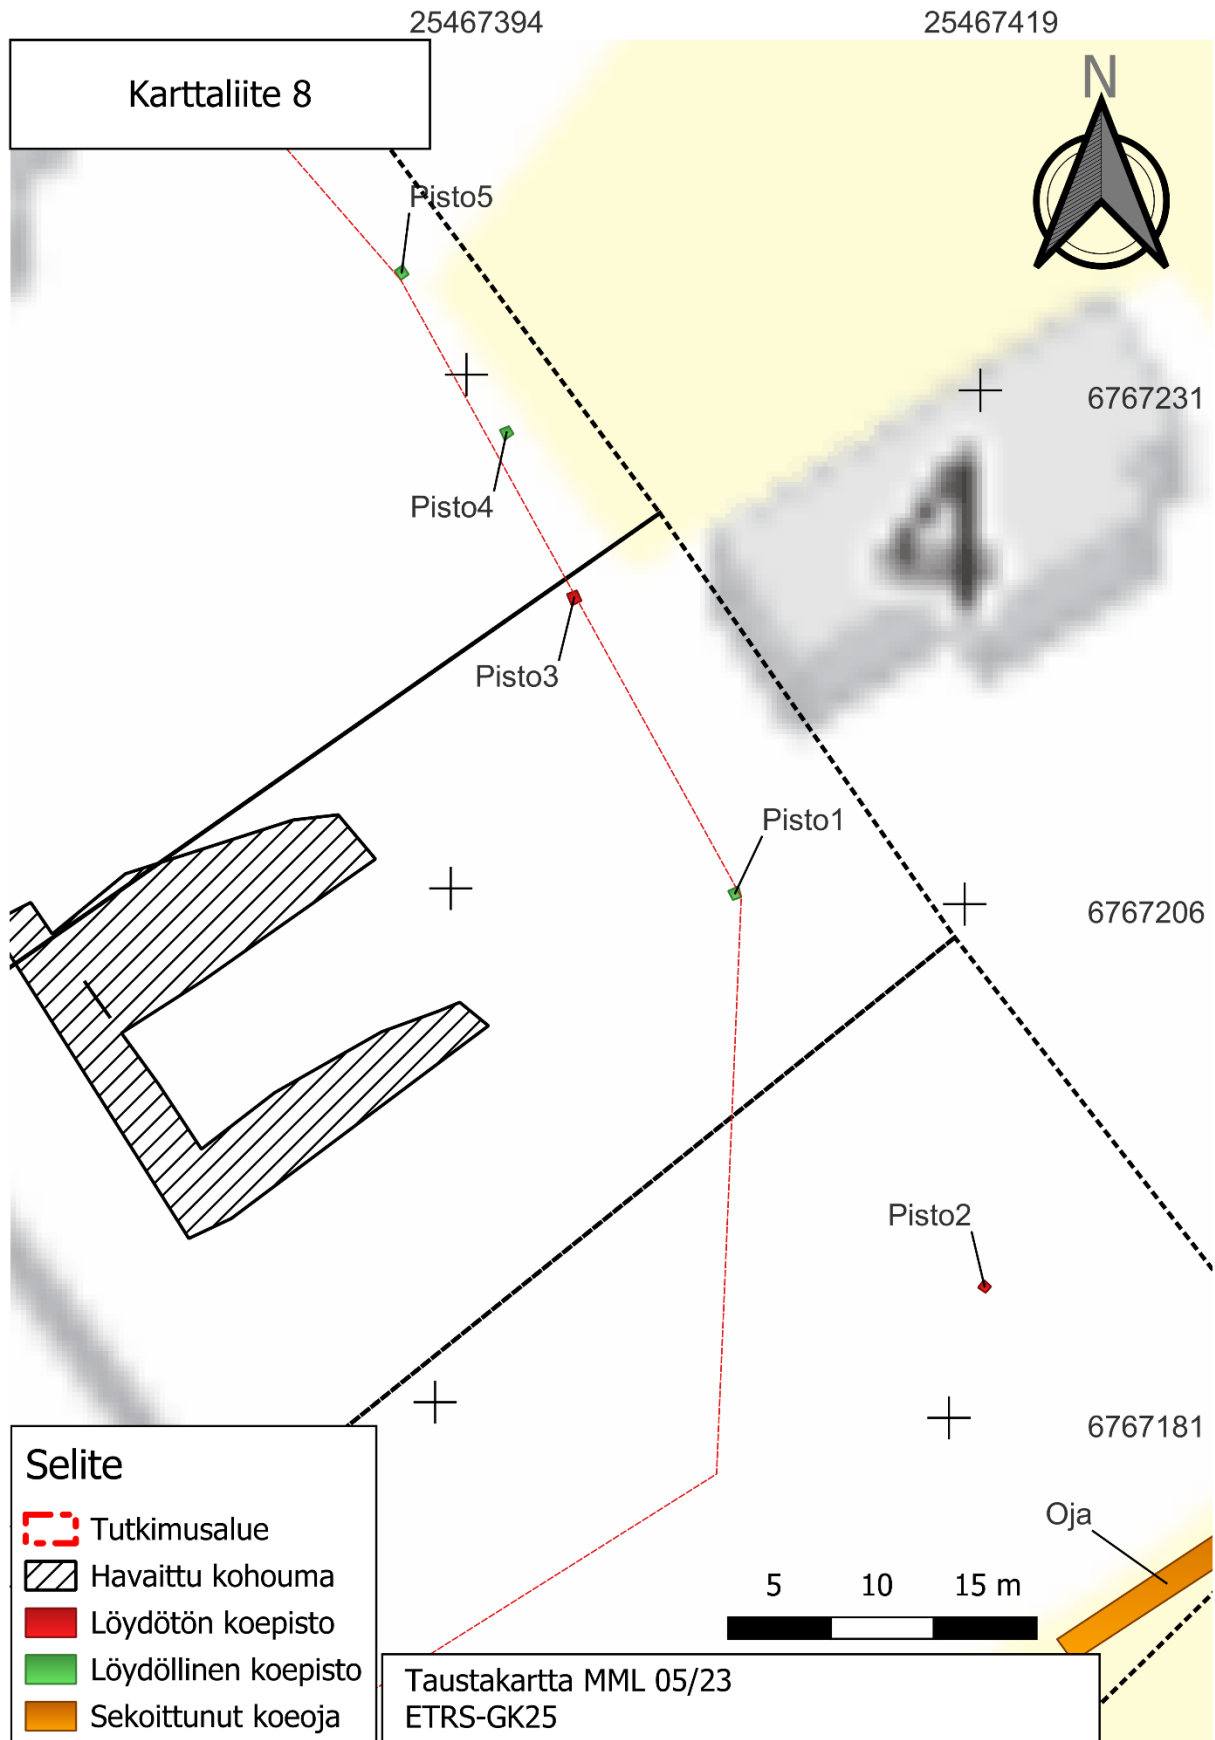 25467394
25467419
Karttaliite 8
N
Pisto5
6767231
Pisto4
4
Pisto3
Pisto1
6767206
Pisto2
6767181
Oja
5 10 15 m
Selite
Tutkimusalue
Havaittu kohouma
Löydötön koepisto
Löydöllinen koepisto
Sekoittunut koeoja
Taustakartta MML 05/23
ETRS-GK25